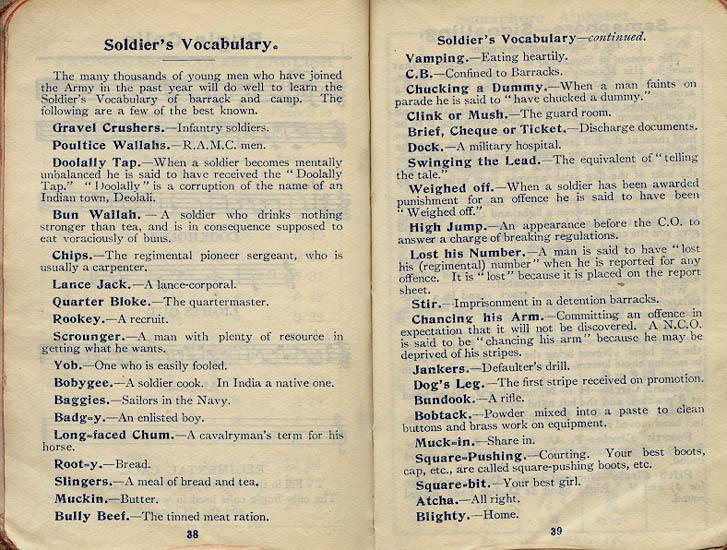 Soldier's Vocabulary.
The many thousands of young men who have joined
the Army in the past year will do well to learn the
Soldier's Vocabulary of barrack and camp. The
following are a few of the best known.
Gravel Crushers.—Infantry soldiers.
Poultice Wallahs.—R.A.M.C. men.
Doolally Tap.—When a soldier becomes mentally
unbalanced he is said to have received the "Doolally
Tap." "Doolally" is a corruption of the name of an
Indian town, Deolali.
Bun Wallah.—A soldier who drinks nothing
stronger than tea, and is in consequence supposed to
eat voraciously of buns.
Chips.—The regimental pioneer sergeant, who is
usually a carpenter.
Lance Jack.—A lance-corporal.
Quarter Bloke.—The quartermaster.
Rookey.—A recruit.
Scrounger.—A man with plenty of resource in
getting what he wants.
Yob.—One who is easily fooled.
Bobygee.—A soldier cook. In India a native one.
Baggies.—Sailors in the Navy.
Badg=y.—An enlisted boy.
Long=faced Chum.—A cavalryman's term for his
horse.
Root=y.—Bread.
Slingers.—A meal of bread and tea.
Muckin.—Butter.
Bully Beef.—The tinned meat ration.
38
Soldier's Vocabulary—continued.
Vamping.—Eating heartily.
C.B.—Confined to Barracks.
Chucking a Dummy.—When a man faints on
parade he is said to "have chucked a dummy."
Clink or Mush.—The guard room.
Brief, Cheque or Ticket.—Discharge documents.
Dock.—A military hospital.
Swinging the Lead.—The equivalent of "telling
the tale."
Weighed off.—When a soldier has been awarded
punishment for an offence he is said to have been
"Weighed off."
High Jump.—An appearance before the C.O. to
answer a charge of breaking regulations.
Lost his Number.—A man is said to have "lost
his (regimental) number" when he is reported for any
offence. It is "lost" because it is placed on the report
sheet.
Stir.—Imprisonment in a detention barracks.
Chancing his Arm.—Committing an offence in
expectation that it will not be discovered. A N.C.O.
is said to be "chancing his arm" because he may be
deprived of his stripes.
Jankers.—Defaulter's drill.
Dog's Leg.—The first stripe received on promotion.
Bundook.—A rifle.
Bobtack.—Powder mixed into a paste to clean
buttons and brass work on equipment.
Muck=in.—Share in.
Square=Pushing.—Courting. Your best boots,
cap, etc., are called square-pushing boots, etc.
Square=bit.—Your best girl.
Atcha.—All right.
Blighty.—Home.
39